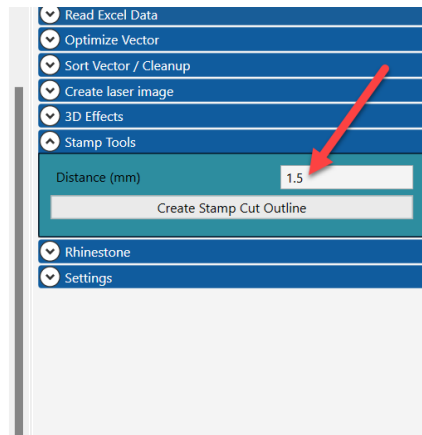 Read Excel Data
Optimize Vector
Sort Vector / Cleanup
Create laser image
3D Effects
Stamp Tools
Distance (mm) 1.5
Create Stamp Cut Outline
Rhinestone
Settings